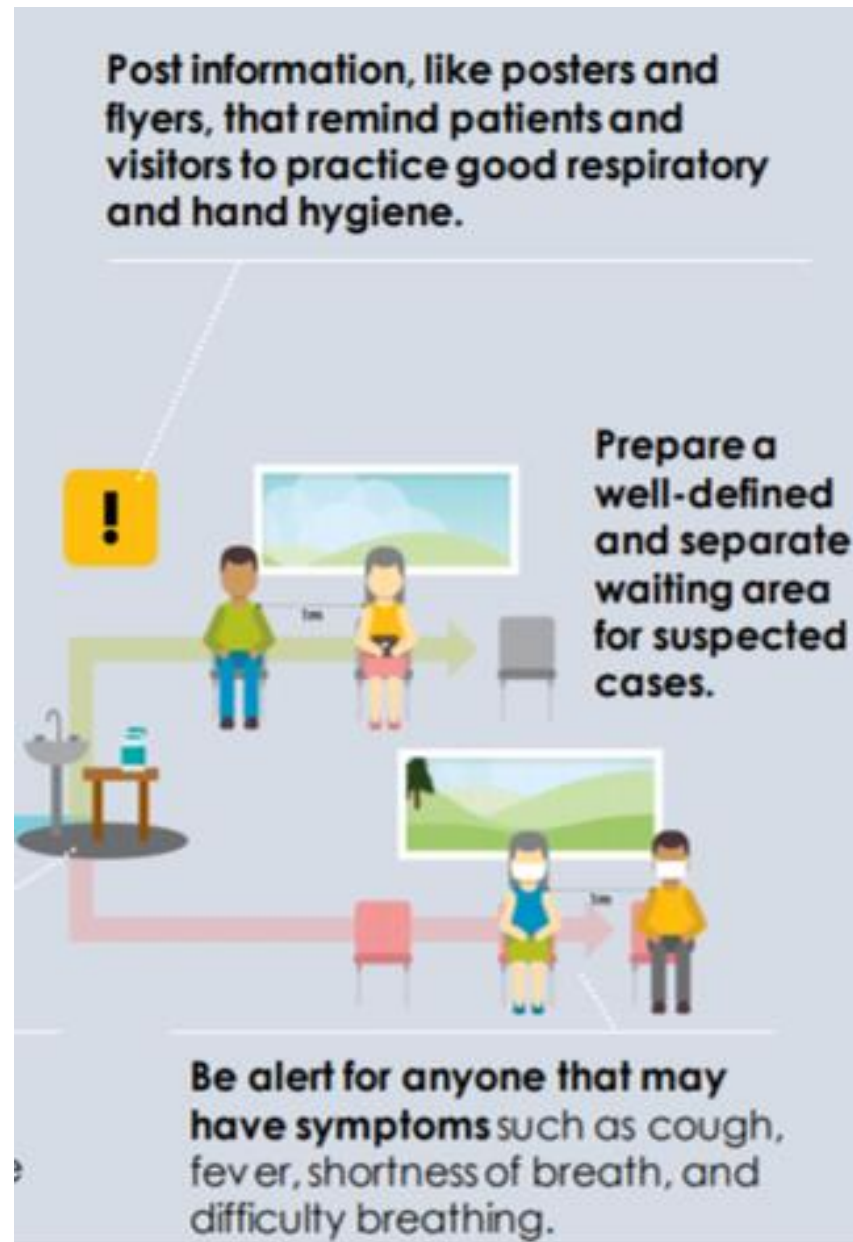 Post information, like posters and
flyers, that remind patients and
visitors to practice good respiratory
and hand hygiene.
!
Prepare a
well-defined
and separate
waiting area
for suspected
cases.
1m
1m
Be alert for anyone that may
have symptoms such as cough,
fever, shortness of breath, and
difficulty breathing.